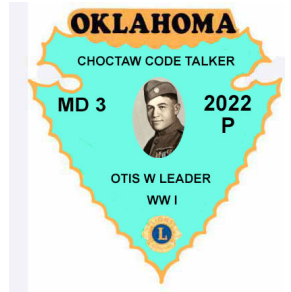 OKLAHOMA
CHOCTAW CODE TALKER
MD 3
2022
P
OTIS W LEADER
WW I
L